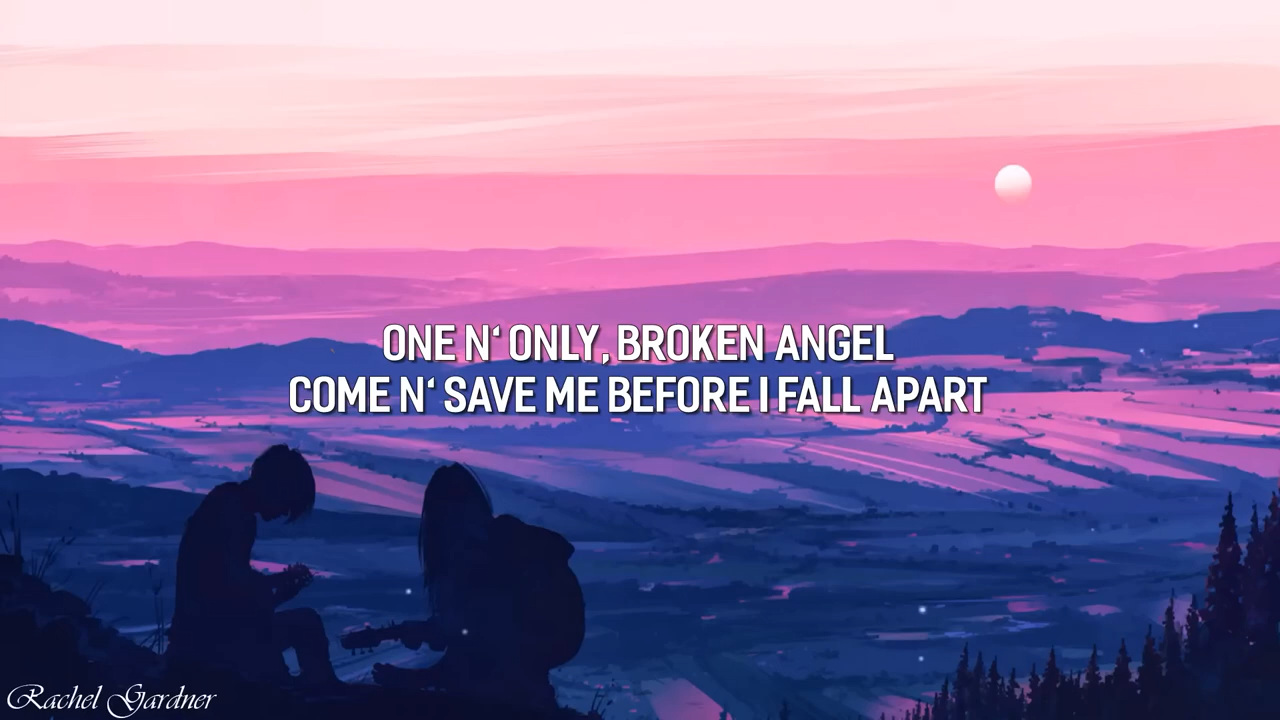 ONE N‘ ONLY, BROKEN ANGEL
COME N‘ SAVE ME BEFORE I FALL APART
Rachel Gardner